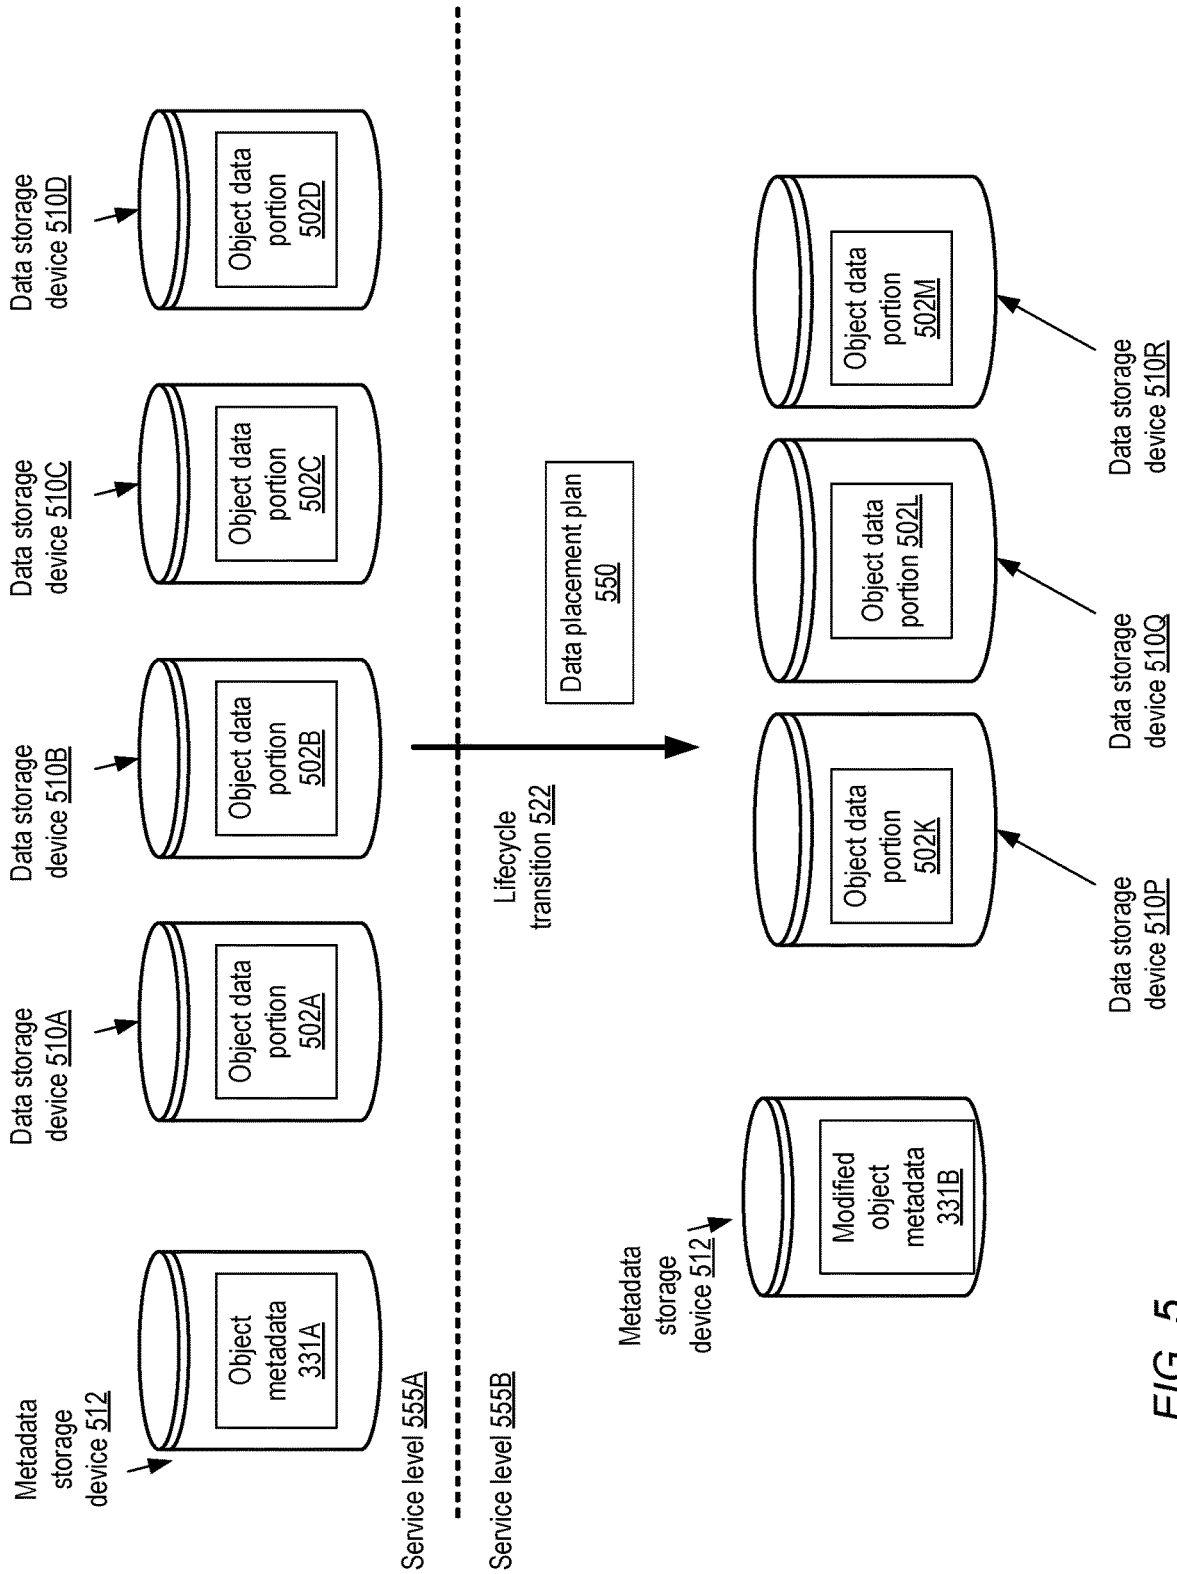 Metadata
storage
device 512
Data storage
device 510A
Data storage
device 510B
Data storage
device 510C
Data storage
device 510D
Object
metadata
331A
Object data
portion
502A
Object data
portion
502B
Object data
portion
502C
Object data
portion
502D
Service level 555A
Service level 555B
Lifecycle
transition 522
Data placement plan
550
Metadata
storage
device 512
Modified
object
metadata
331B
Object data
portion
502K
Object data
portion 502L
Object data
portion
502M
Data storage
device 510P
Data storage
device 510Q
Data storage
device 510R
FIG. 5